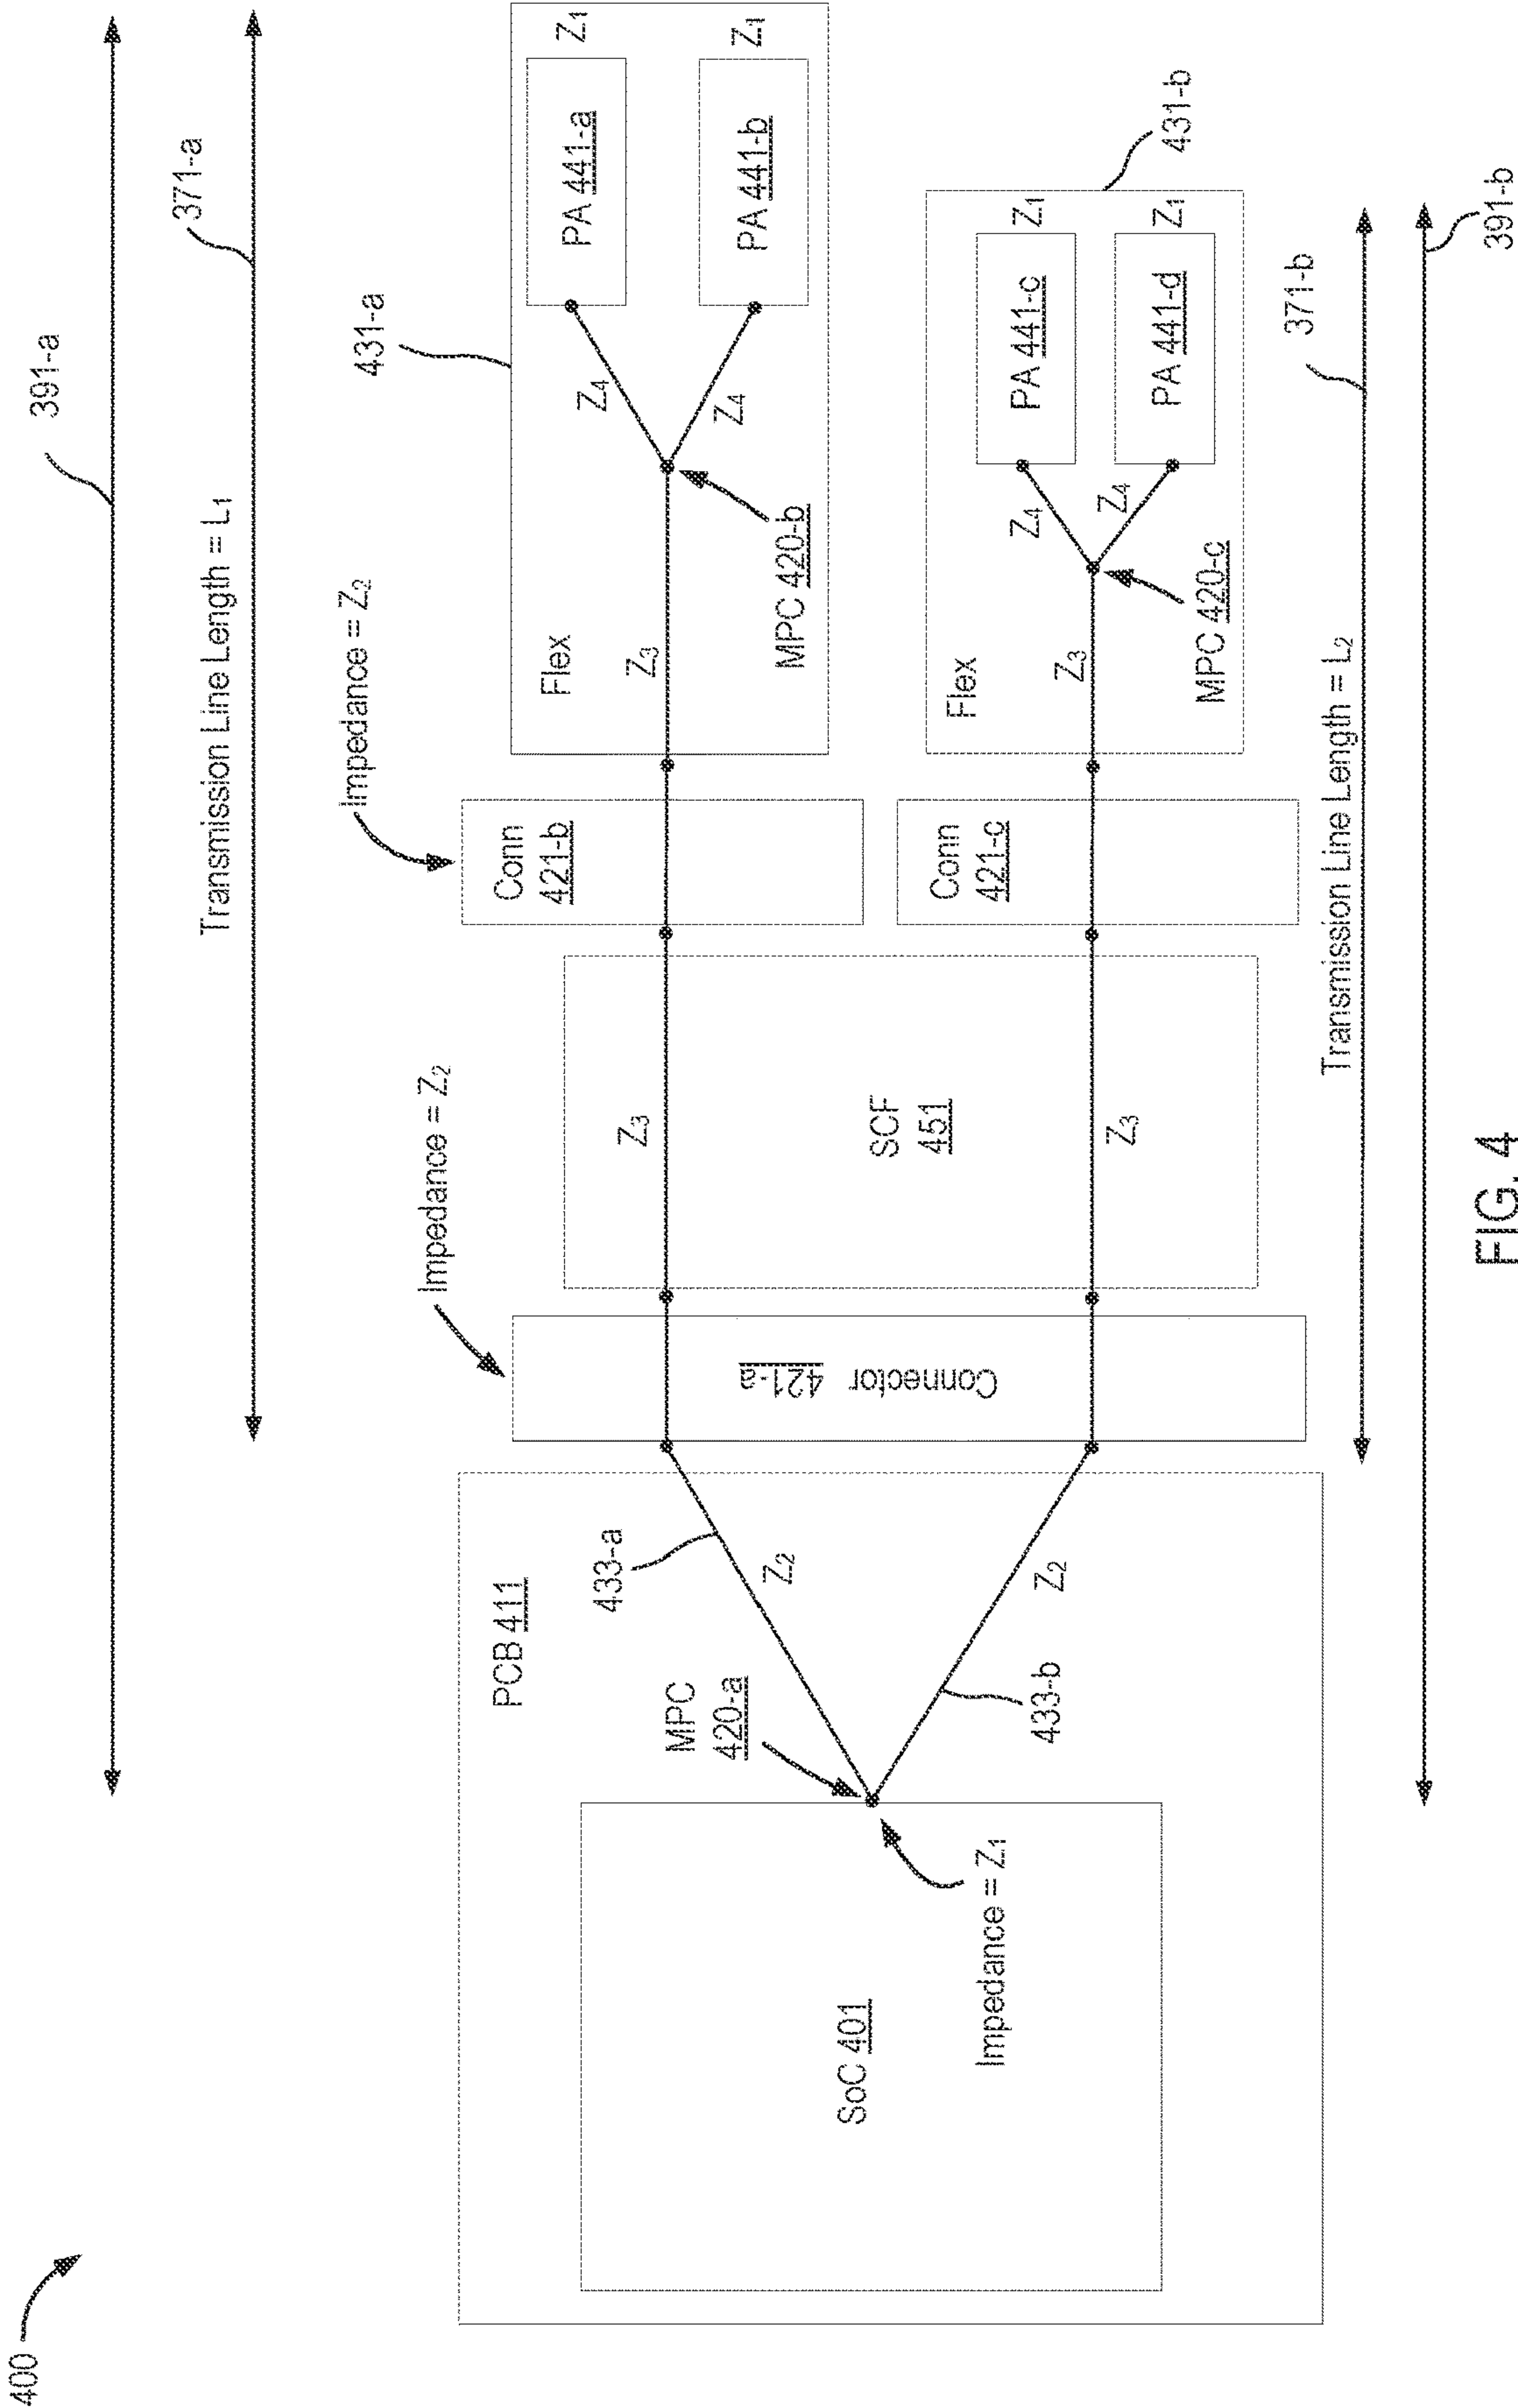 400
391-a
371-a
Transmission Line Length = L₁
Impedance = Z₂
Impedance = Z₂
431-a
PCB 411
433-a
Z₂
MPC
420-a
SoC 401
Impedance = Z₁
433-b
Z₂
Connector 421-a
Z₃
SCF
451
Z₃
Conn
421-b
Conn
421-c
Flex
Z₃
MPC 420-b
Z₄
Z₄
PA 441-a
Z₁
PA 441-b
Z₁
Flex
Z₃
MPC 420-c
Z₄
Z₄
PA 441-c
Z₁
PA 441-d
Z₁
431-b
Transmission Line Length = L₂
371-b
391-b
FIG. 4